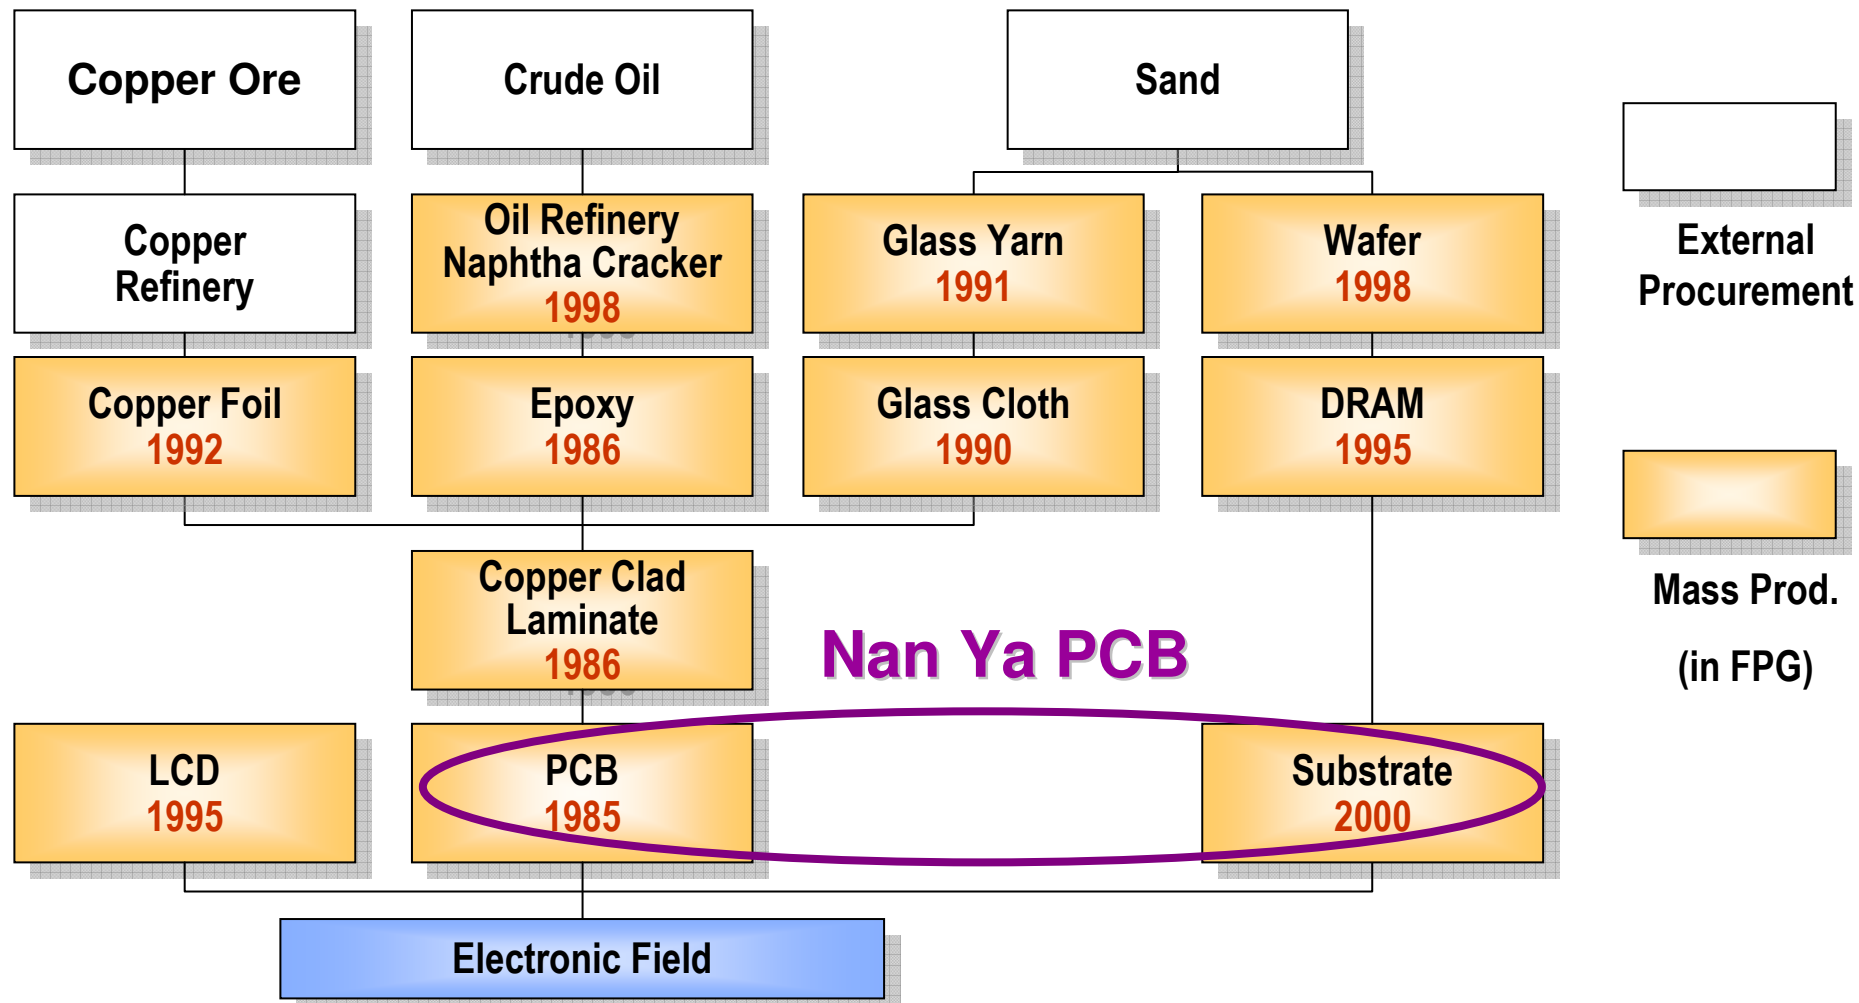 Copper Ore
Crude Oil
Sand
Copper
Refinery
Oil Refinery
Naphtha Cracker
1998
Glass Yarn
1991
Wafer
1998
External
Procurement
Copper Foil
1992
Epoxy
1986
Glass Cloth
1990
DRAM
1995
Copper Clad
Laminate
1986
Nan Ya PCB
Mass Prod.
(in FPG)
LCD
1995
PCB
1985
Substrate
2000
Electronic Field